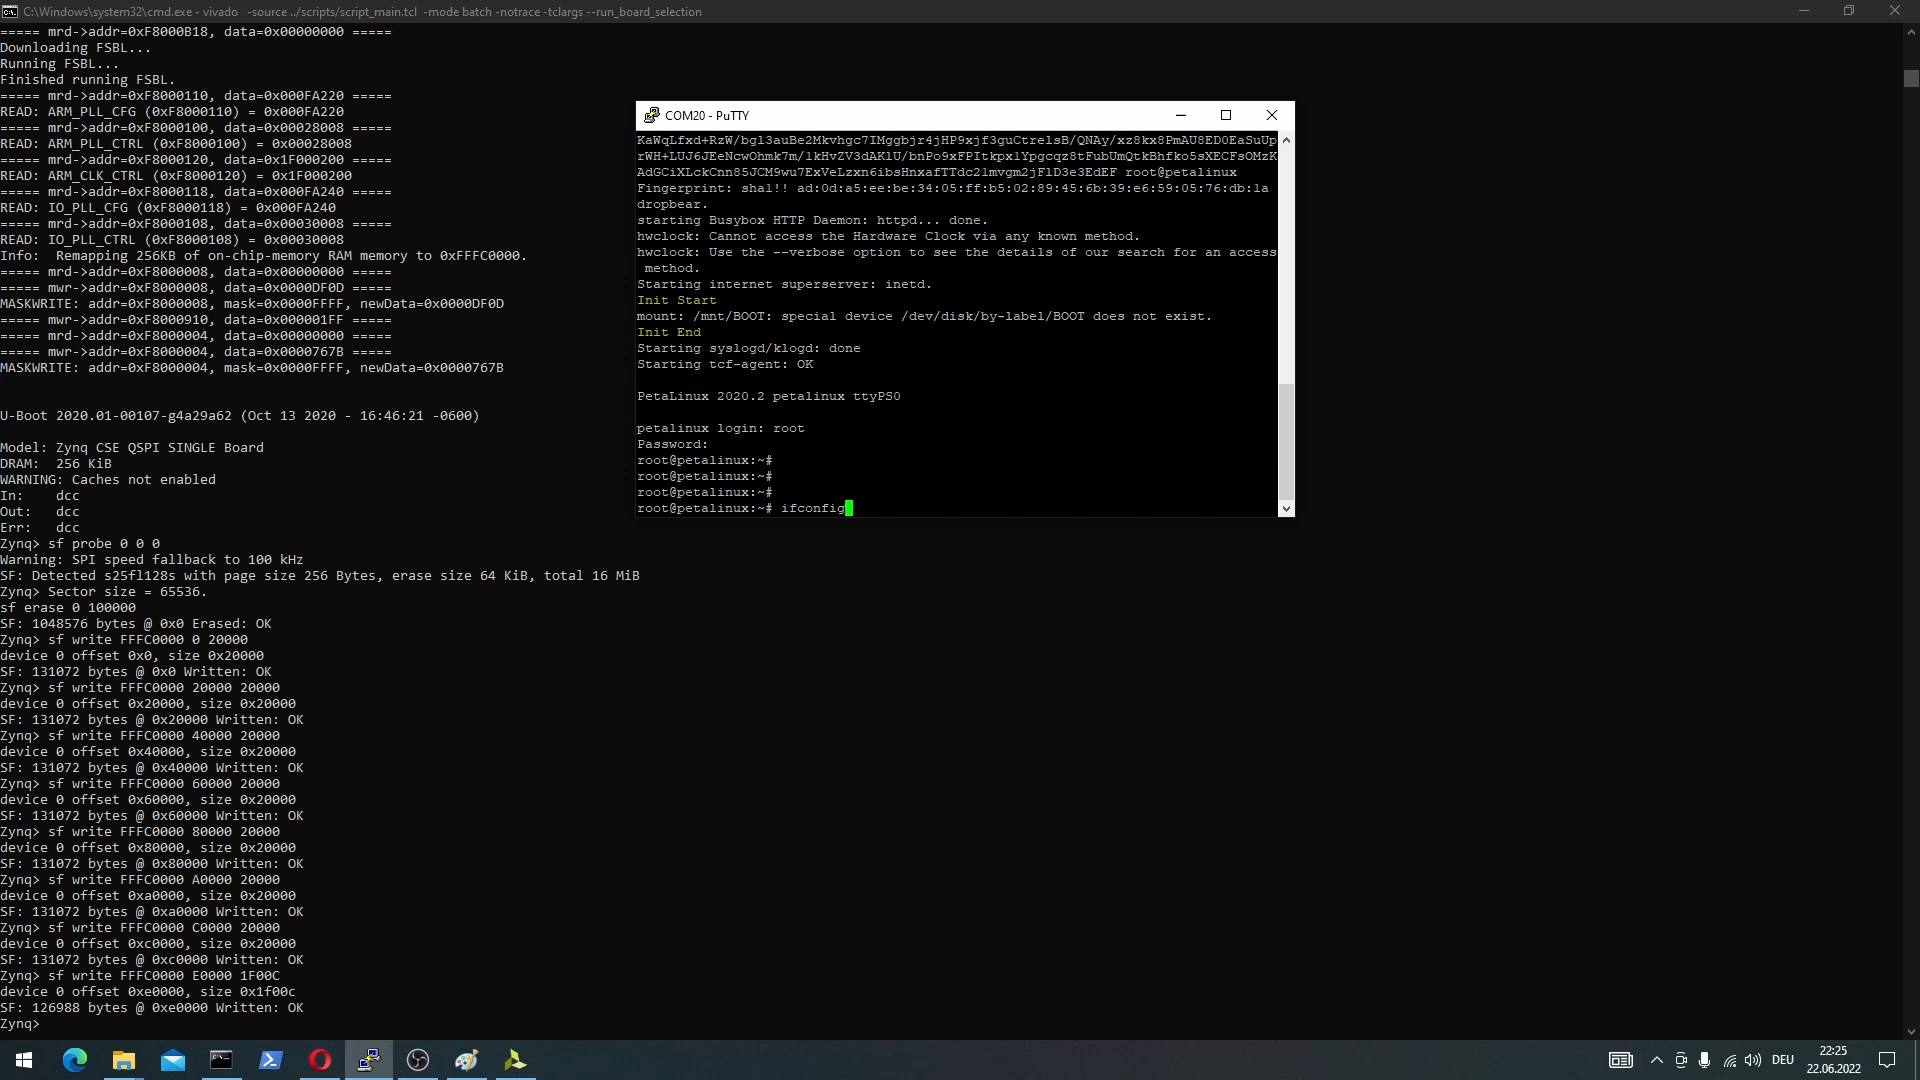 C:\Windows\system32\cmd.exe - vivado -source ../scripts/script_main.tcl -mode batch -notrace -tclargs --run_board_selection
===== mrd->addr=0xF8000B18, data=0x00000000 =====
Downloading FSBL...
Running FSBL...
Finished running FSBL.
===== mrd->addr=0xF8000110, data=0x000FA220 =====
READ: ARM_PLL_CFG (0xF8000110) = 0x000FA220
===== mrd->addr=0xF8000100, data=0x00028008 =====
READ: ARM_PLL_CTRL (0xF8000100) = 0x00028008
===== mrd->addr=0xF8000120, data=0x1F000200 =====
READ: ARM_CLK_CTRL (0xF8000120) = 0x1F000200
===== mrd->addr=0xF8000118, data=0x000FA240 =====
READ: IO_PLL_CFG (0xF8000118) = 0x000FA240
===== mrd->addr=0xF8000108, data=0x00030008 =====
READ: IO_PLL_CTRL (0xF8000108) = 0x00030008
Info:  Remapping 256KB of on-chip-memory RAM memory to 0xFFFC0000.
===== mrd->addr=0xF8000008, data=0x00000000 =====
===== mwr->addr=0xF8000008, data=0x0000DF0D =====
MASKWRITE: addr=0xF8000008, mask=0x0000FFFF, newData=0x0000DF0D
===== mwr->addr=0xF8000910, data=0x000001FF =====
===== mrd->addr=0xF8000004, data=0x00000000 =====
===== mwr->addr=0xF8000004, data=0x0000767B =====
MASKWRITE: addr=0xF8000004, mask=0x0000FFFF, newData=0x0000767B
U-Boot 2020.01-00107-g4a29a62 (Oct 13 2020 - 16:46:21 -0600)
Model: Zynq CSE QSPI SINGLE Board
DRAM:  256 KiB
WARNING: Caches not enabled
In:    dcc
Out:   dcc
Err:   dcc
Zynq> sf probe 0 0 0
Warning: SPI speed fallback to 100 kHz
SF: Detected s25fl128s with page size 256 Bytes, erase size 64 KiB, total 16 MiB
Zynq> Sector size = 65536.
sf erase 0 100000
SF: 1048576 bytes @ 0x0 Erased: OK
Zynq> sf write FFFC0000 0 20000
device 0 offset 0x0, size 0x20000
SF: 131072 bytes @ 0x0 Written: OK
Zynq> sf write FFFC0000 20000 20000
device 0 offset 0x20000, size 0x20000
SF: 131072 bytes @ 0x20000 Written: OK
Zynq> sf write FFFC0000 40000 20000
device 0 offset 0x40000, size 0x20000
SF: 131072 bytes @ 0x40000 Written: OK
Zynq> sf write FFFC0000 60000 20000
device 0 offset 0x60000, size 0x20000
SF: 131072 bytes @ 0x60000 Written: OK
Zynq> sf write FFFC0000 80000 20000
device 0 offset 0x80000, size 0x20000
SF: 131072 bytes @ 0x80000 Written: OK
Zynq> sf write FFFC0000 A0000 20000
device 0 offset 0xa0000, size 0x20000
SF: 131072 bytes @ 0xa0000 Written: OK
Zynq> sf write FFFC0000 C0000 20000
device 0 offset 0xc0000, size 0x20000
SF: 131072 bytes @ 0xc0000 Written: OK
Zynq> sf write FFFC0000 E0000 1F00C
device 0 offset 0xe0000, size 0x1f00c
SF: 126988 bytes @ 0xe0000 Written: OK
Zynq>
COM20 - PuTTY
KaWqLfxd+RzW/bgl3auBe2Mkvhgc7IMggbjr4jHP9xjf3guCtrelsB/QNAy/xz8kx8PmAU8ED0EaSuUp
rWH+LUJ6JEeNcwOhmk7m/lkHvZV3dAKlU/bnPo9xFPItkpxlYpgcqz8tFubUmQtkBhfko5sXECFsOMzK
AdGCiXLckCnn85JCM9wu7ExVeLzxn6ibsHnxafTTdc2lmvgm2jFlD3e3EdEF root@petalinux
Fingerprint: sha1!! ad:0d:a5:ee:be:34:05:ff:b5:02:89:45:6b:39:e6:59:05:76:db:1a
dropbear.
starting Busybox HTTP Daemon: httpd... done.
hwclock: Cannot access the Hardware Clock via any known method.
hwclock: Use the --verbose option to see the details of our search for an access
 method.
Starting internet superserver: inetd.
Init Start
mount: /mnt/BOOT: special device /dev/disk/by-label/BOOT does not exist.
Init End
Starting syslogd/klogd: done
Starting tcf-agent: OK
PetaLinux 2020.2 petalinux ttyPS0
petalinux login: root
Password:
root@petalinux:~#
root@petalinux:~#
root@petalinux:~#
root@petalinux:~# ifconfig
DEU
22:25
22.06.2022